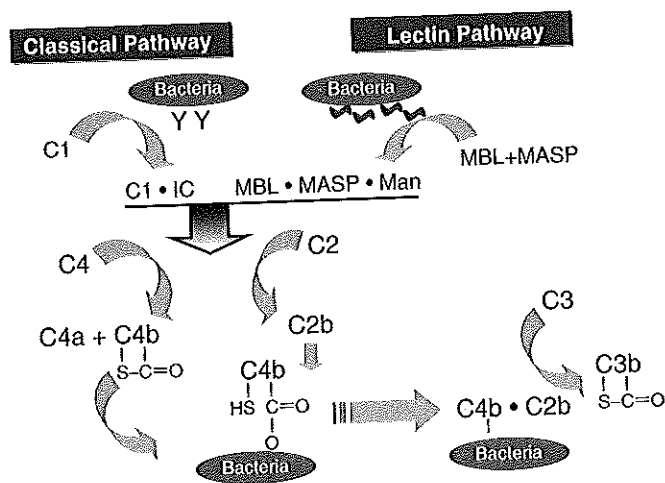 Classical Pathway
Lectin Pathway
Bacteria
Y Y
Bacteria
C1
MBL+MASP
C1 • IC
MBL • MASP • Man
C4
C2
C3
C4a + C4b
S–C=O
C2b
C4b
HS C=O
O
Bacteria
C4b • C2b
Bacteria
C3b
S–C=O